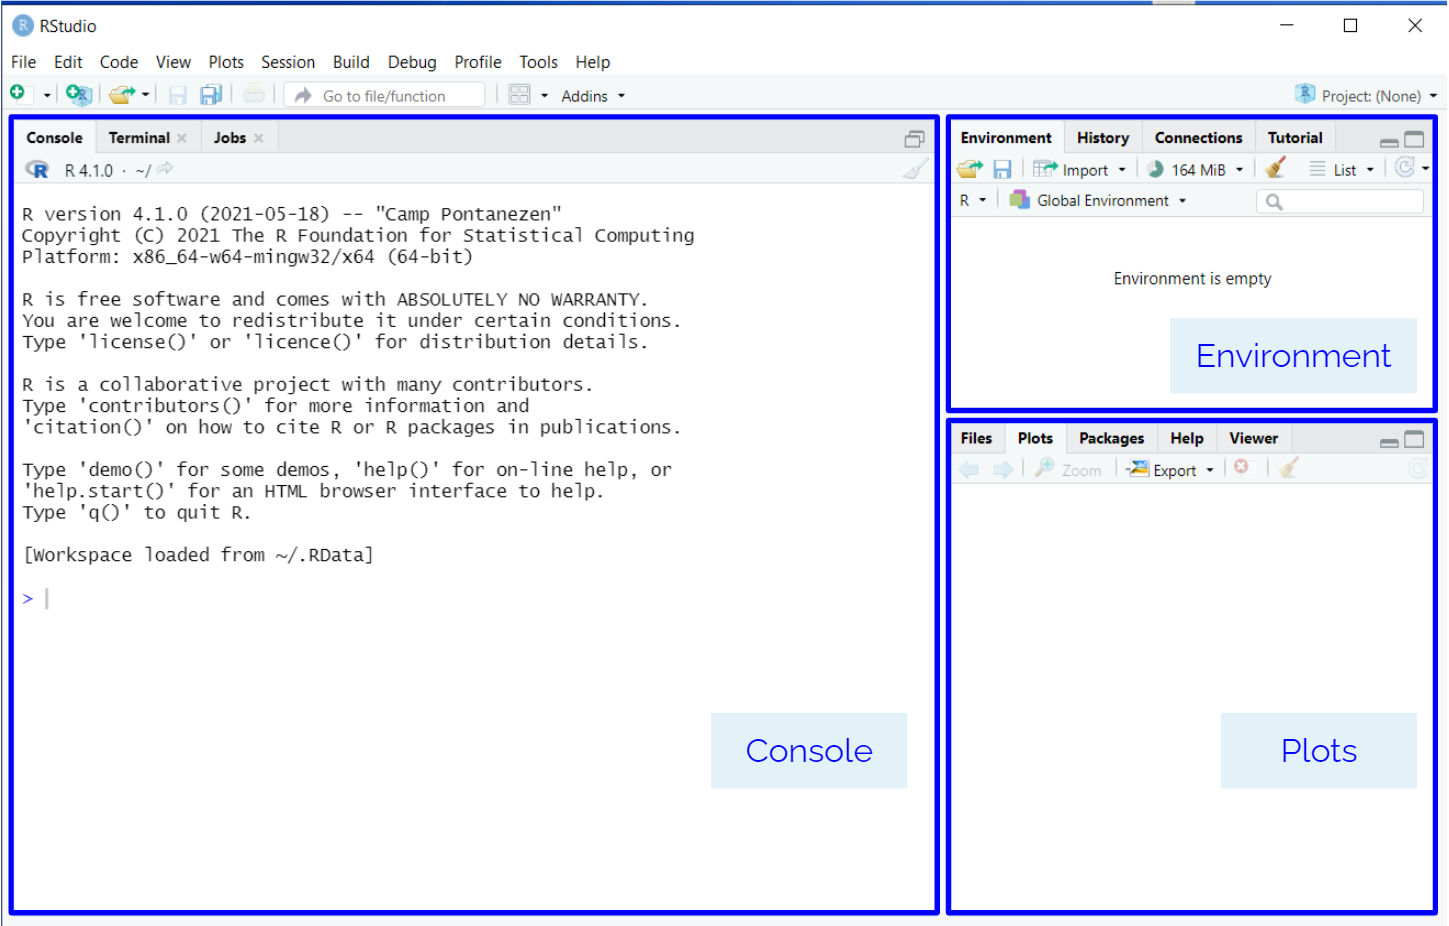 RStudio
File Edit Code View Plots Session Build Debug Profile Tools Help
Go to file/function Addins Project: (None)
Console Terminal Jobs
R 4.1.0 · ~/
R version 4.1.0 (2021-05-18) -- "Camp Pontanezen"
Copyright (C) 2021 The R Foundation for Statistical Computing
Platform: x86_64-w64-mingw32/x64 (64-bit)
R is free software and comes with ABSOLUTELY NO WARRANTY.
You are welcome to redistribute it under certain conditions.
Type 'license()' or 'licence()' for distribution details.
R is a collaborative project with many contributors.
Type 'contributors()' for more information and
'citation()' on how to cite R or R packages in publications.
Type 'demo()' for some demos, 'help()' for on-line help, or
'help.start()' for an HTML browser interface to help.
Type 'q()' to quit R.
[Workspace loaded from ~/.RData]
>
Console
Environment History Connections Tutorial
Import 164 MiB List
R Global Environment
Environment is empty
Environment
Files Plots Packages Help Viewer
Zoom Export
Plots